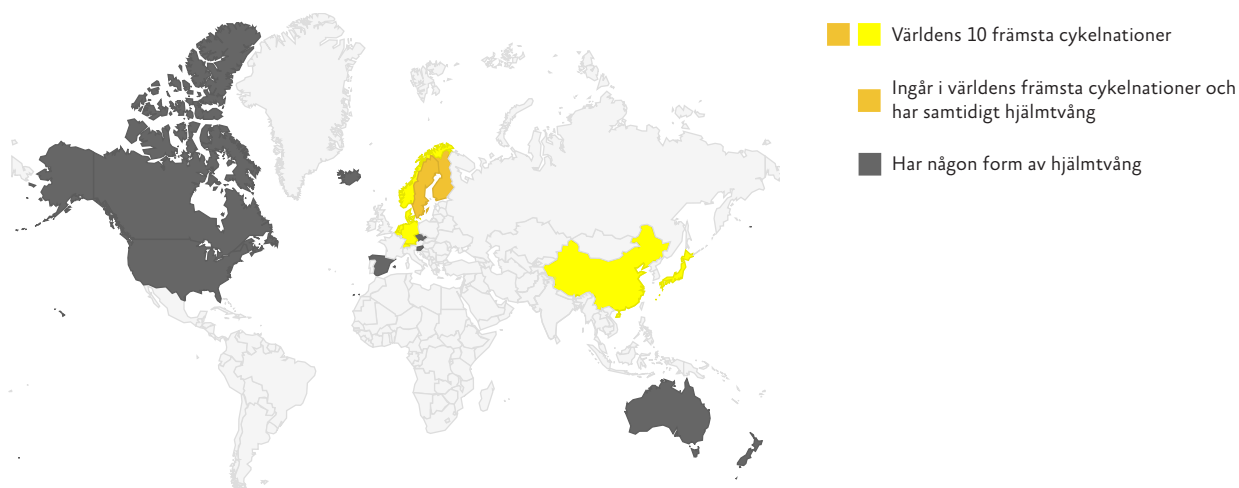 Världens 10 främsta cykelnationer
Ingår i världens främsta cykelnationer och
har samtidigt hjälmtvång
Har någon form av hjälmtvång